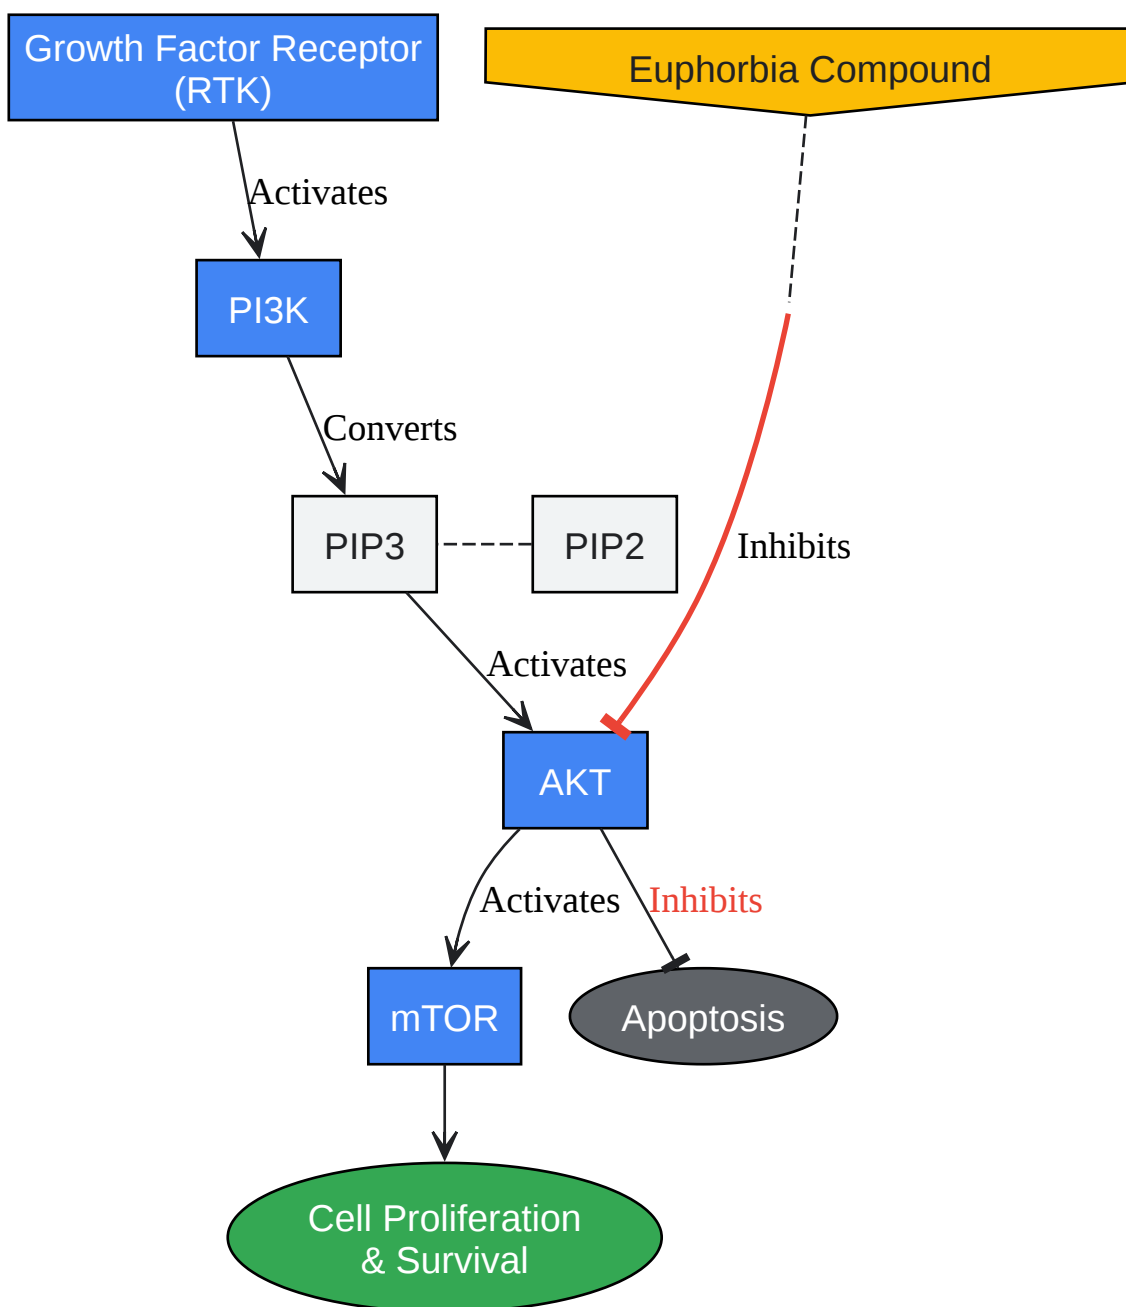 Growth Factor Receptor
(RTK)
Euphorbia Compound
Activates
PI3K
Converts
PIP3
PIP2
Inhibits
Activates
AKT
Activates
Inhibits
mTOR
Apoptosis
Cell Proliferation
& Survival